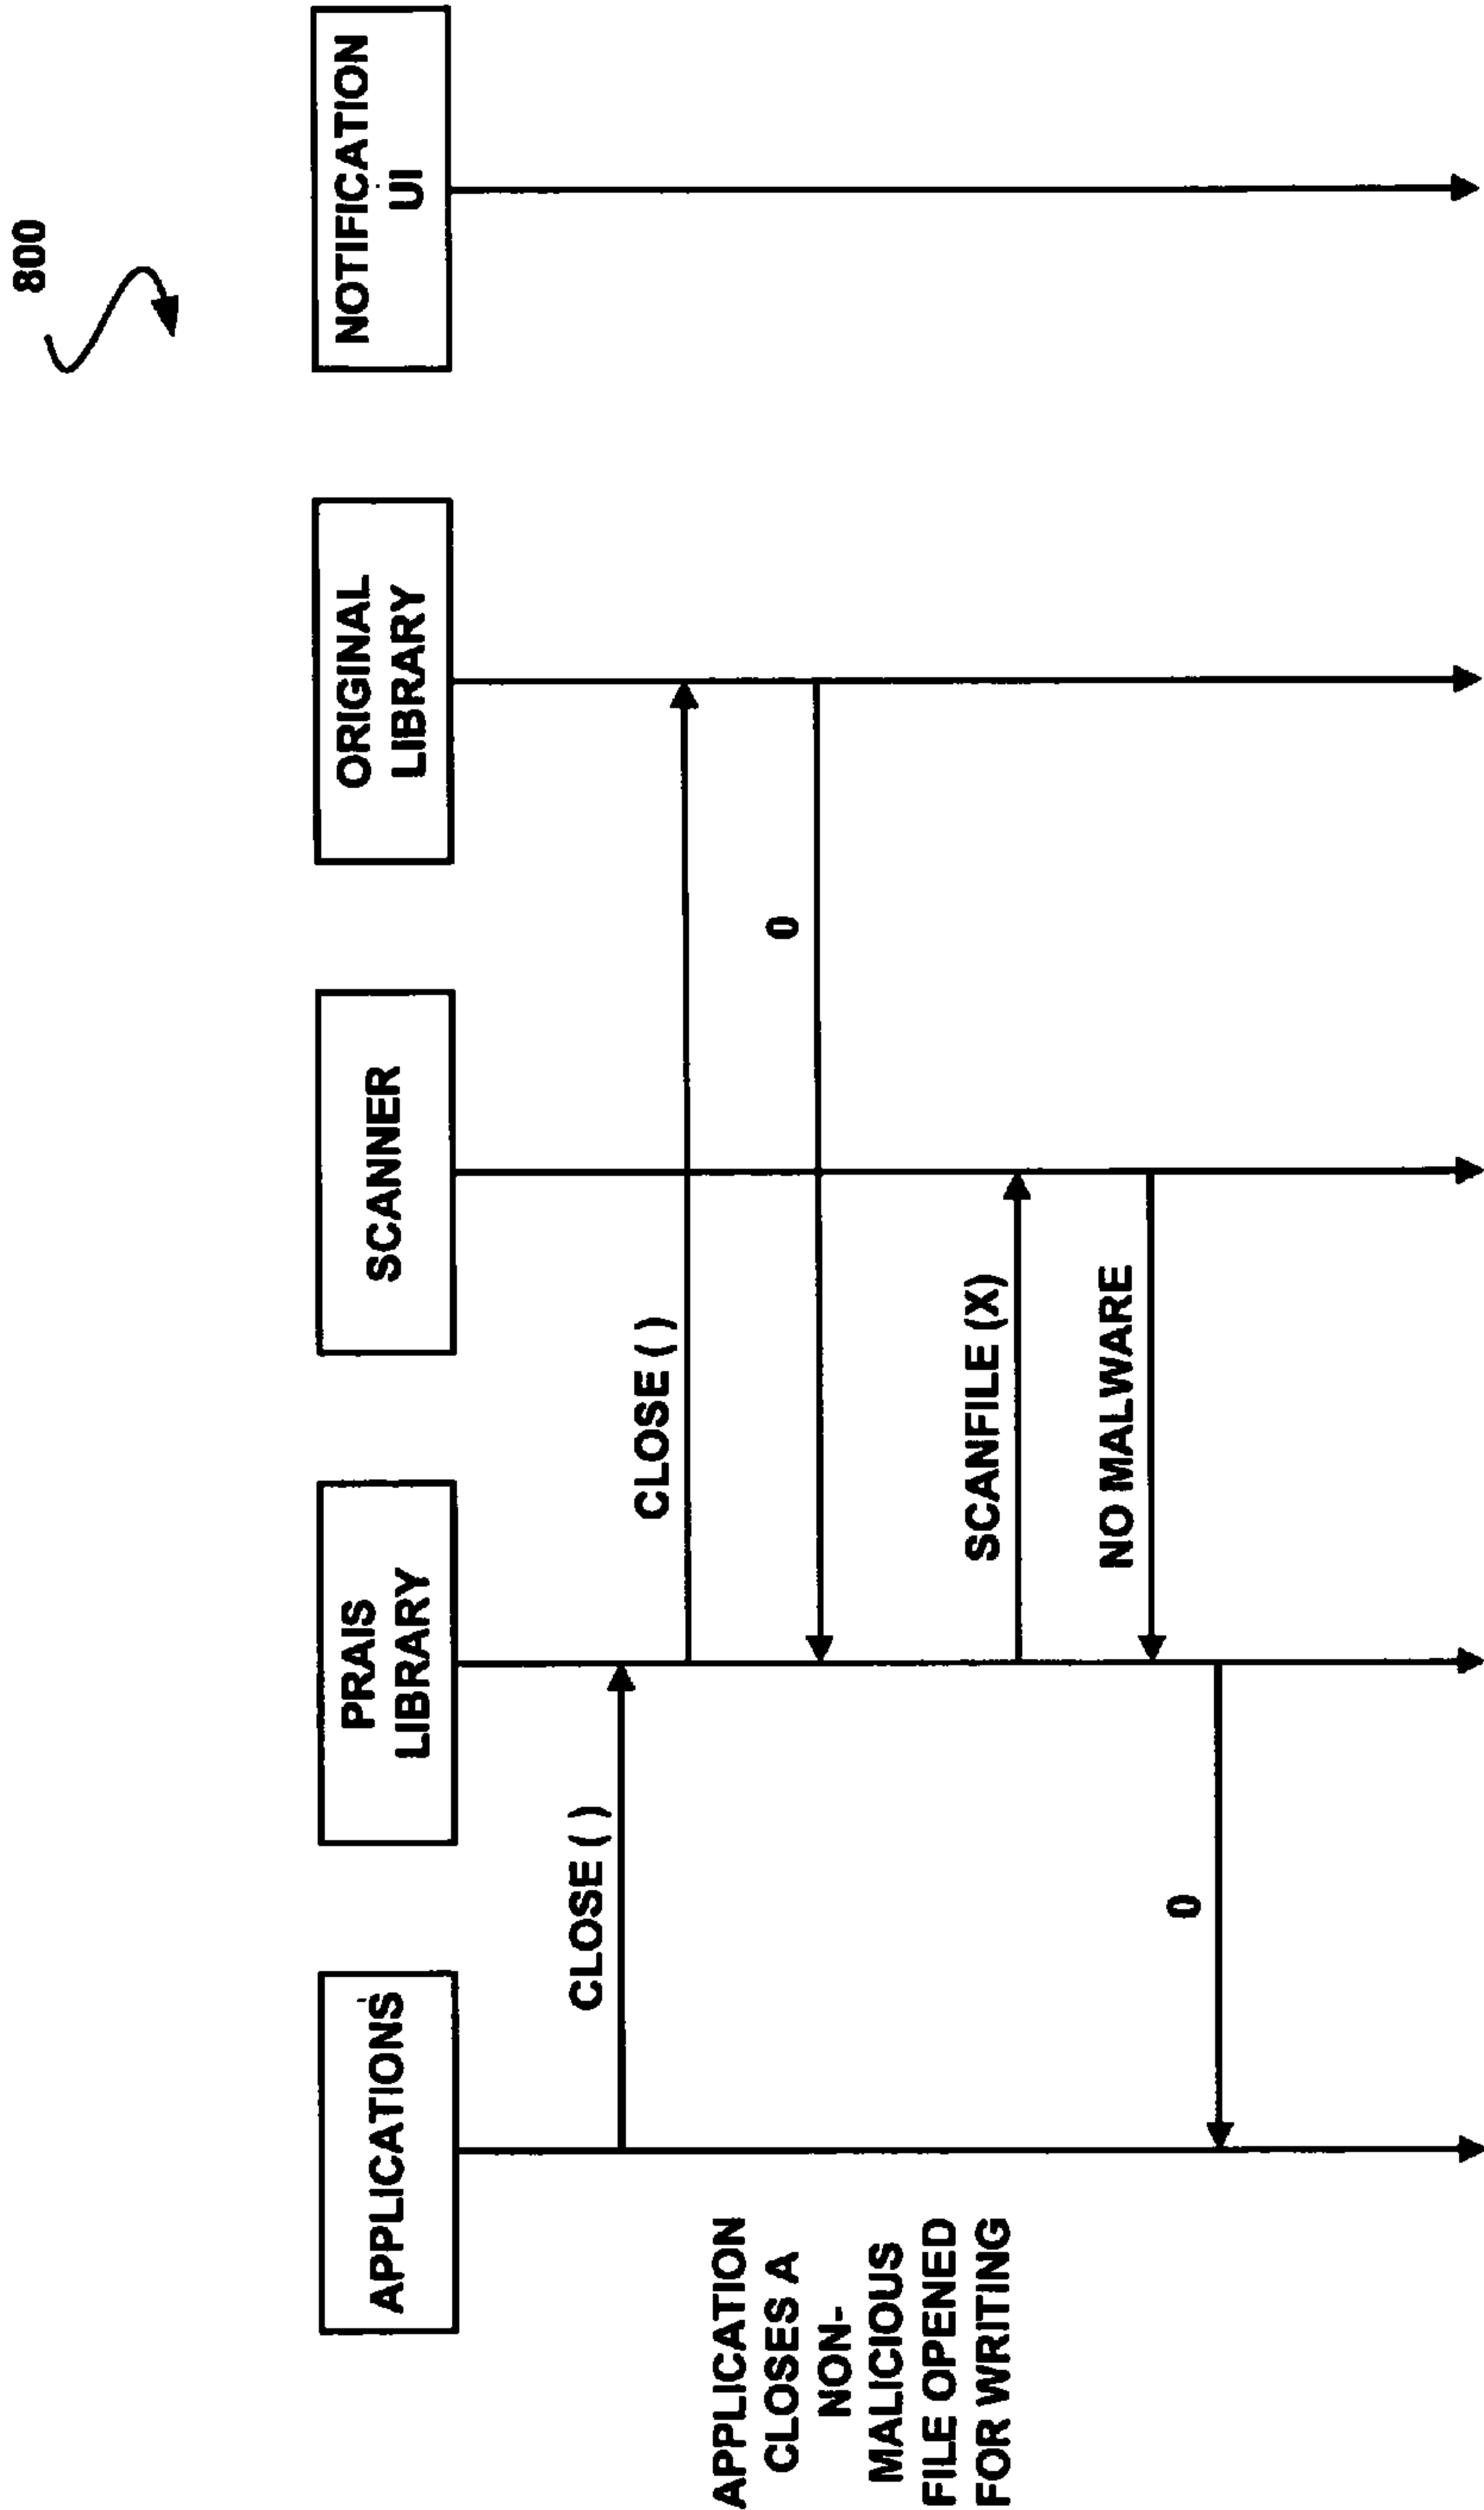 800
APPLICATIONS
PRAIS
LIBRARY
SCANNER
ORIGINAL
LIBRARY
NOTIFICATION
UI
CLOSE ( )
CLOSE ( )
0
SCANFILE (X)
NO MALWARE
0
APPLICATION
CLOSES A
NON-
MALICIOUS
FILE OPENED
FOR WRITING